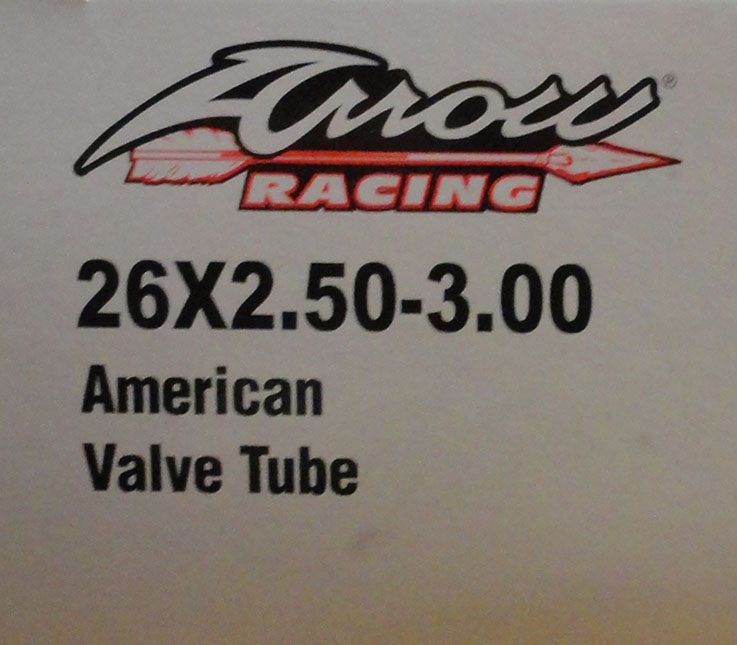 Arrow®
RACING
26X2.50-3.00
American
Valve Tube